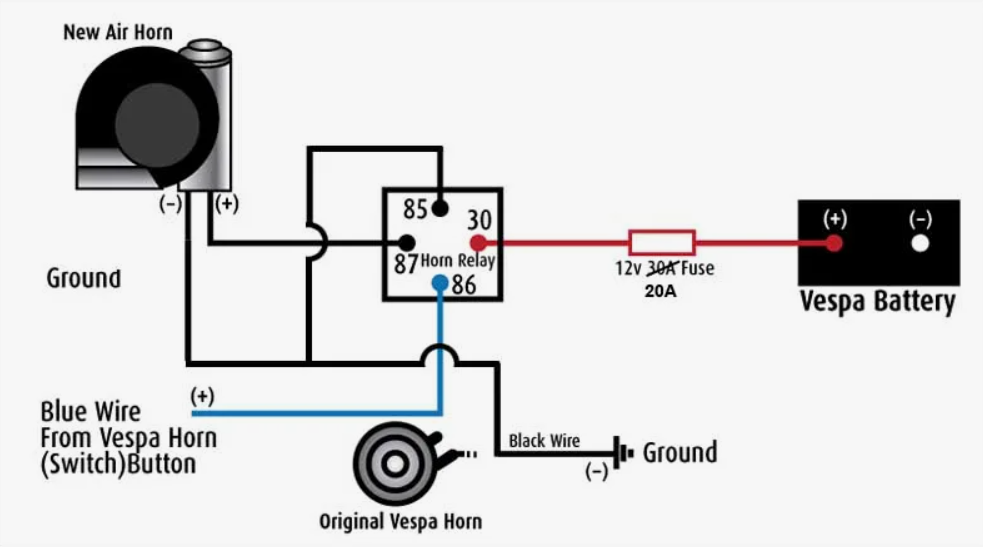 New Air Horn
(-)
(+)
85
30
87
Horn Relay
86
Ground
12v 30A Fuse
20A
(+)
(-)
Vespa Battery
(+)
Blue Wire
From Vespa Horn
(Switch)Button
Black Wire
(-)
Ground
Original Vespa Horn